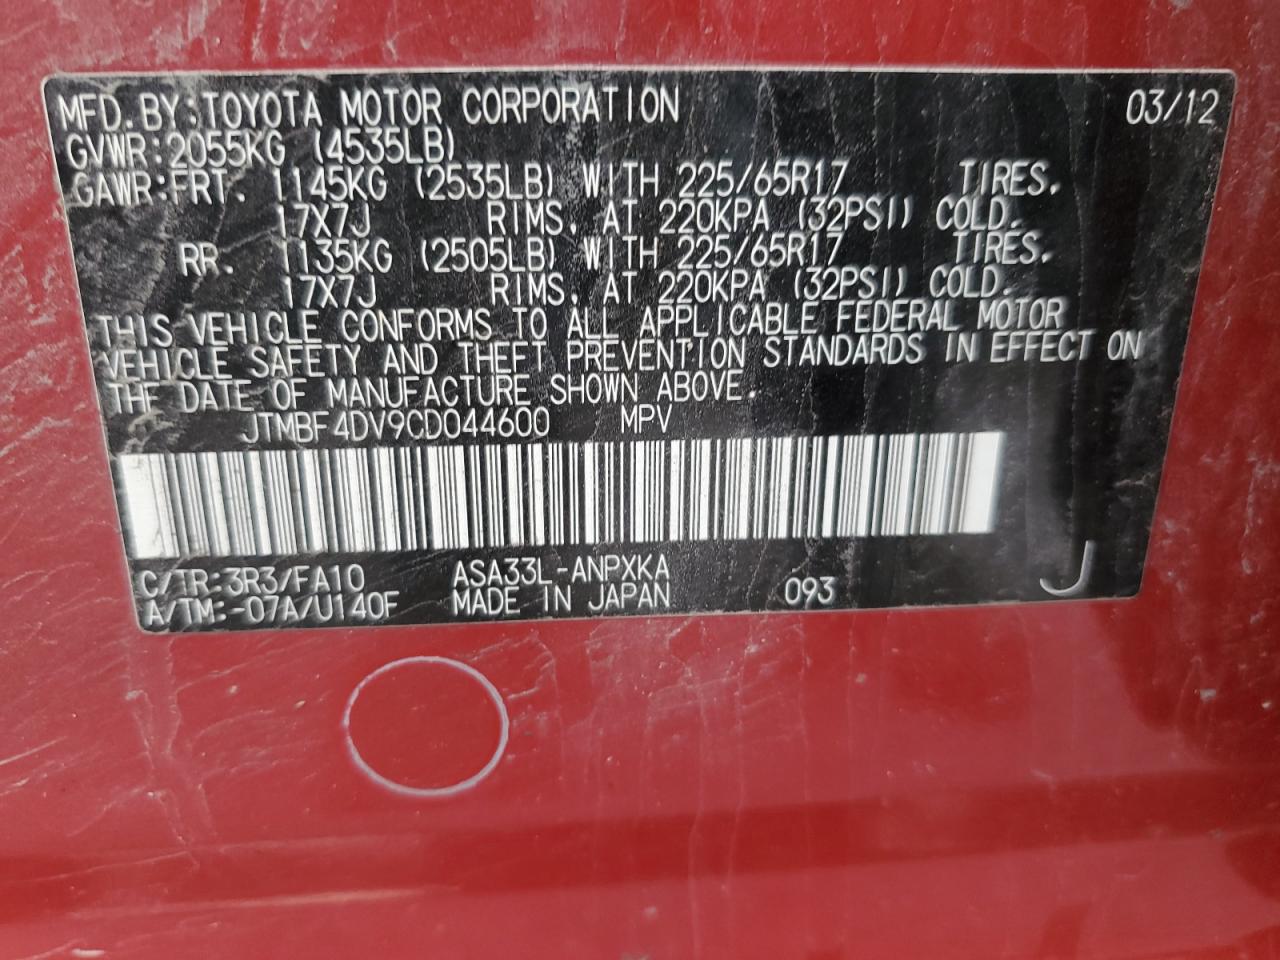 MFD.BY:TOYOTA MOTOR CORPORATION 03/12
GVWR:2055KG (4535LB)
GAWR:FRT. 1145KG (2535LB) WITH 225/65R17 TIRES,
17X7J RIMS, AT 220KPA (32PSI) COLD.
RR. 1135KG (2505LB) WITH 225/65R17 TIRES,
17X7J RIMS, AT 220KPA (32PSI) COLD.
THIS VEHICLE CONFORMS TO ALL APPLICABLE FEDERAL MOTOR
VEHICLE SAFETY AND THEFT PREVENTION STANDARDS IN EFFECT ON
THE DATE OF MANUFACTURE SHOWN ABOVE.
JTMBF4DV9CD044600 MPV
C/TR:3R3/FA10 ASA33L-ANPXKA
A/TM:-07A/U140F MADE IN JAPAN 093 J